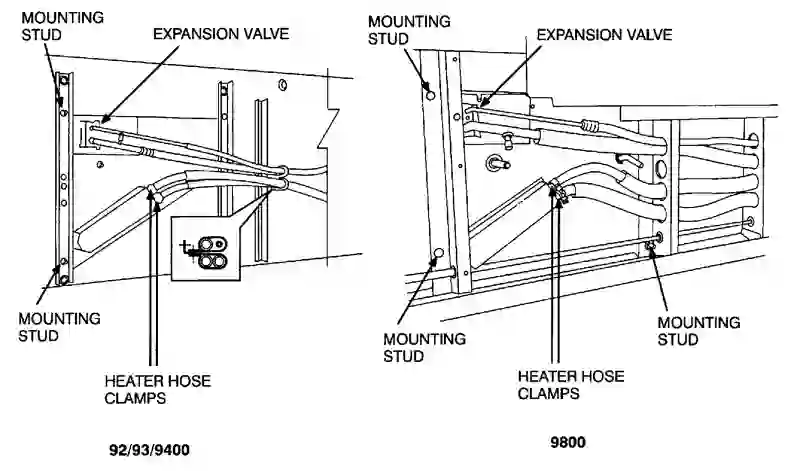 MOUNTING
STUD
EXPANSION VALVE
MOUNTING
STUD
HEATER HOSE
CLAMPS
92/93/9400
MOUNTING
STUD
EXPANSION VALVE
MOUNTING
STUD
MOUNTING
STUD
HEATER HOSE
CLAMPS
9800